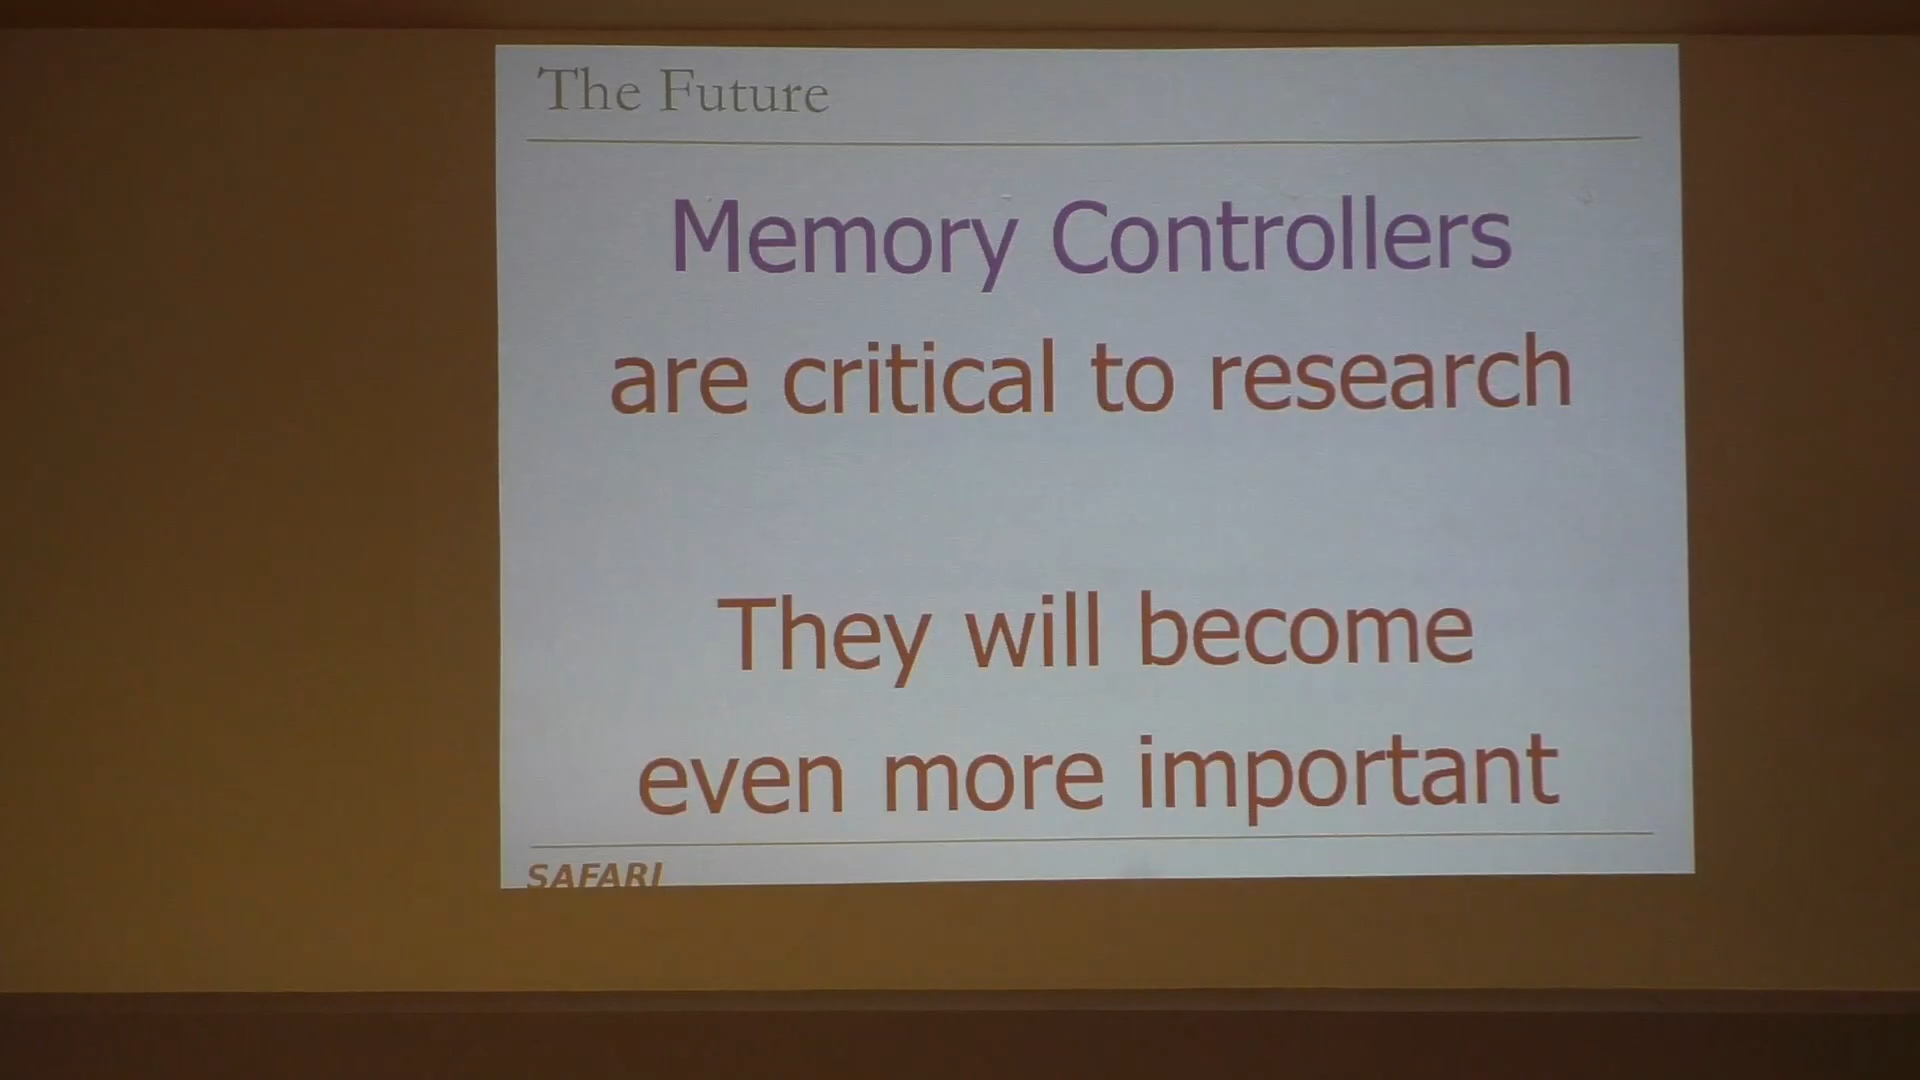 The Future
Memory Controllers
are critical to research
They will become
even more important
SAFARI